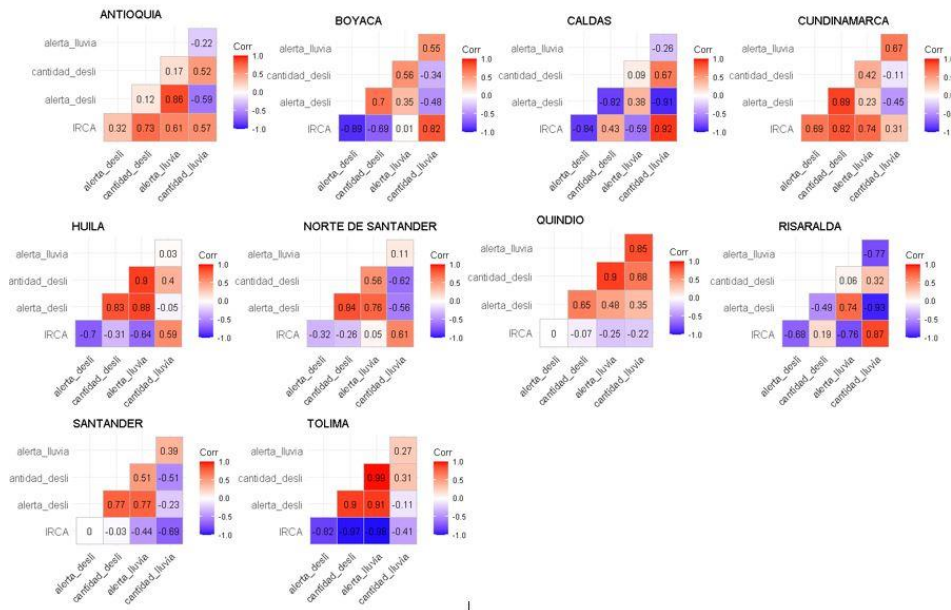 ANTIOQUIA
alerta_lluvia -0.22
cantidad_desli 0.17 0.52
alerta_desli 0.12 0.86 -0.59
IRCA 0.32 0.73 0.61 0.57
alerta_desli cantidad_desli alerta_lluvia cantidad_lluvia
Corr
1.0
0.5
0.0
-0.5
-1.0
BOYACA
alerta_lluvia 0.55
cantidad_desli 0.56 -0.34
alerta_desli 0.7 0.35 -0.48
IRCA -0.89 -0.69 0.01 0.82
alerta_desli cantidad_desli alerta_lluvia cantidad_lluvia
Corr
1.0
0.5
0.0
-0.5
-1.0
CALDAS
alerta_lluvia -0.26
cantidad_desli 0.09 0.67
alerta_desli -0.82 0.38 -0.91
IRCA -0.84 0.43 -0.59 0.92
alerta_desli cantidad_desli alerta_lluvia cantidad_lluvia
Corr
1.0
0.5
0.0
-0.5
-1.0
CUNDINAMARCA
alerta_lluvia 0.67
cantidad_desli 0.42 -0.11
alerta_desli 0.89 0.23 -0.45
IRCA 0.69 0.82 0.74 0.31
alerta_desli cantidad_desli alerta_lluvia cantidad_lluvia
Corr
1.0
0.5
0.0
-0.5
-1.0
HUILA
alerta_lluvia 0.03
cantidad_desli 0.9 0.4
alerta_desli 0.83 0.88 -0.05
IRCA -0.7 -0.31 -0.64 0.59
alerta_desli cantidad_desli alerta_lluvia cantidad_lluvia
Corr
1.0
0.5
0.0
-0.5
-1.0
NORTE DE SANTANDER
alerta_lluvia 0.11
cantidad_desli 0.56 -0.62
alerta_desli 0.84 0.76 -0.56
IRCA -0.32 -0.26 0.05 0.61
alerta_desli cantidad_desli alerta_lluvia cantidad_lluvia
Corr
1.0
0.5
0.0
-0.5
-1.0
QUINDIO
alerta_lluvia 0.85
cantidad_desli 0.9 0.68
alerta_desli 0.65 0.48 0.35
IRCA 0 -0.07 -0.25 -0.22
alerta_desli cantidad_desli alerta_lluvia cantidad_lluvia
Corr
1.0
0.5
0.0
-0.5
-1.0
RISARALDA
alerta_lluvia -0.77
cantidad_desli 0.06 0.32
alerta_desli -0.49 0.74 -0.93
IRCA -0.68 0.19 -0.76 0.87
alerta_desli cantidad_desli alerta_lluvia cantidad_lluvia
Corr
1.0
0.5
0.0
-0.5
-1.0
SANTANDER
alerta_lluvia 0.39
antidad_desli 0.51 -0.51
alerta_desli 0.77 0.77 -0.23
IRCA 0 -0.03 -0.44 -0.69
alerta_desli cantidad_desli alerta_lluvia cantidad_lluvia
Corr
1.0
0.5
0.0
-0.5
-1.0
TOLIMA
alerta_lluvia 0.27
cantidad_desli 0.99 0.31
alerta_desli 0.9 0.91 -0.11
IRCA -0.82 -0.97 -0.98 -0.41
alerta_desli cantidad_desli alerta_lluvia cantidad_lluvia
Corr
1.0
0.5
0.0
-0.5
-1.0